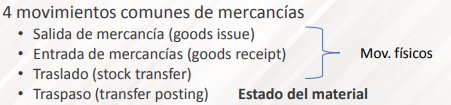 4 movimientos comunes de mercancías
• Salida de mercancía (goods issue)
• Entrada de mercancías (goods receipt)
• Traslado (stock transfer)
Mov. físicos
• Traspaso (transfer posting) Estado del material